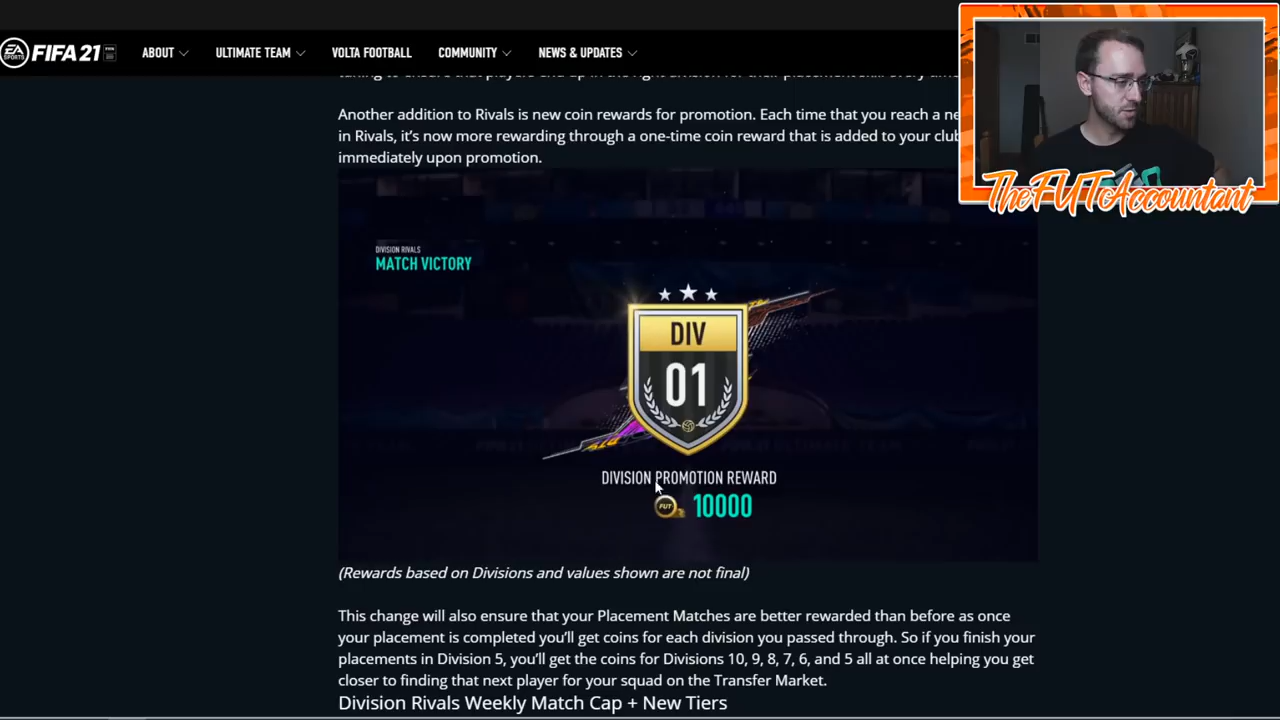 EA SPORTS FIFA 21 ABOUT ULTIMATE TEAM VOLTA FOOTBALL COMMUNITY NEWS & UPDATES
Another addition to Rivals is new coin rewards for promotion. Each time that you reach a
in Rivals, it's now more rewarding through a one-time coin reward that is added to your club
immediately upon promotion.
TheFUTAccountant
DIVISION RIVALS
MATCH VICTORY
DIV
01
DIVISION PROMOTION REWARD
FUT 10000
(Rewards based on Divisions and values shown are not final)
This change will also ensure that your Placement Matches are better rewarded than before as once
your placement is completed you'll get coins for each division you passed through. So if you finish your
placements in Division 5, you'll get the coins for Divisions 10, 9, 8, 7, 6, and 5 all at once helping you get
closer to finding that next player for your squad on the Transfer Market.
Division Rivals Weekly Match Cap + New Tiers